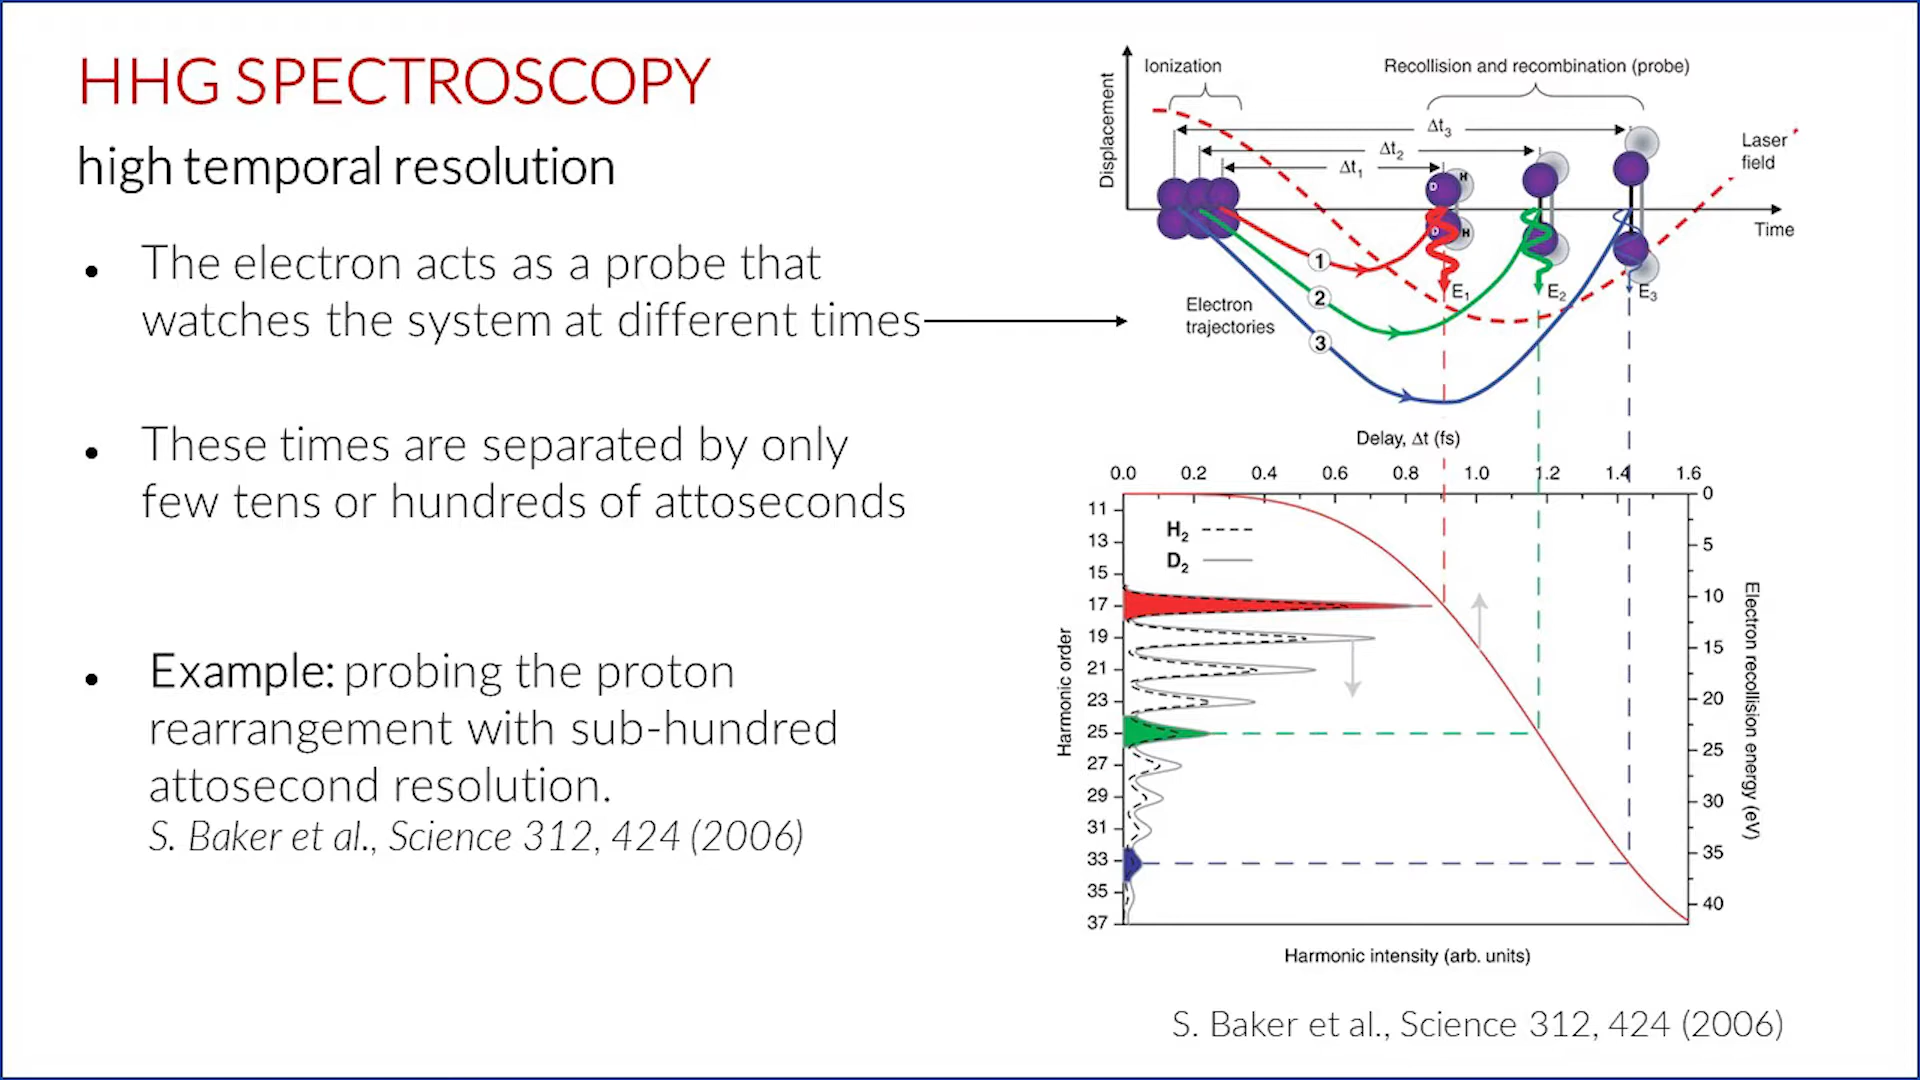 HHG SPECTROSCOPY
high temporal resolution
• The electron acts as a probe that
watches the system at different times
• These times are separated by only
few tens or hundreds of attoseconds
• Example: probing the proton
rearrangement with sub-hundred
attosecond resolution.
S. Baker et al., Science 312, 424 (2006)
Ionization
Recollision and recombination (probe)
Displacement
Δt3
Δt2
Δt1
Laser
field
D H
D H
Time
1
2
3
E1
E2
E3
Electron
trajectories
Delay, Δt (fs)
0.0 0.2 0.4 0.6 0.8 1.0 1.2 1.4 1.6
H2
D2
Harmonic order
11
13
15
17
19
21
23
25
27
29
31
33
35
37
0
5
10
15
20
25
30
35
40
Electron recollision energy (eV)
Harmonic intensity (arb. units)
S. Baker et al., Science 312, 424 (2006)